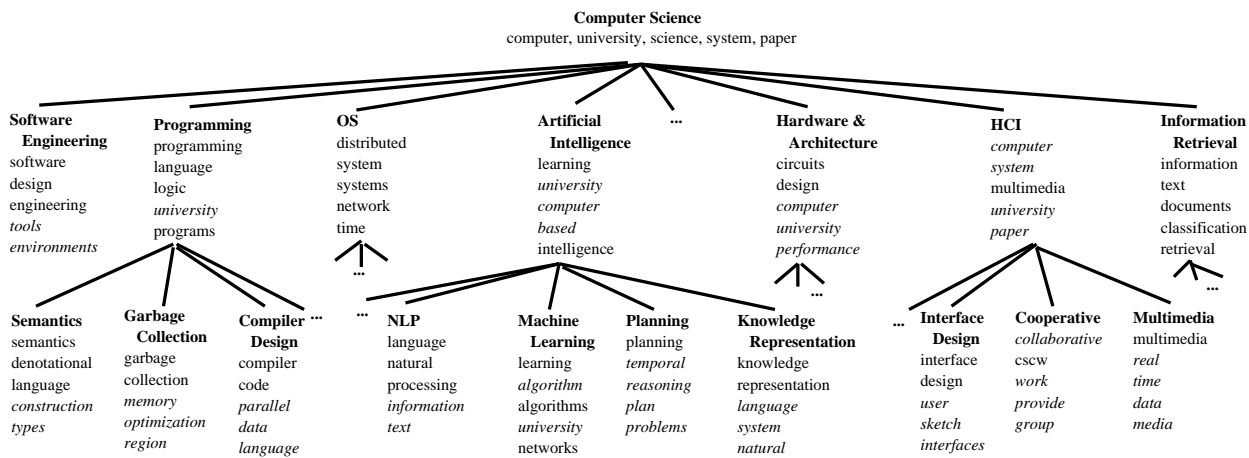 Computer Science
computer, university, science, system, paper
Software
Engineering
software
design
engineering
tools
environments
Programming
programming
language
logic
university
programs
OS
distributed
system
systems
network
time
...
Artificial
Intelligence
learning
university
computer
based
intelligence
...
Hardware &
Architecture
circuits
design
computer
university
performance
...
HCI
computer
system
multimedia
university
paper
Information
Retrieval
information
text
documents
classification
retrieval
...
Semantics
semantics
denotational
language
construction
types
Garbage
Collection
garbage
collection
memory
optimization
region
Compiler
Design
compiler
code
parallel
data
language
...
...
NLP
language
natural
processing
information
text
Machine
Learning
learning
algorithm
algorithms
university
networks
Planning
planning
temporal
reasoning
plan
problems
Knowledge
Representation
knowledge
representation
language
system
natural
...
Interface
Design
interface
design
user
sketch
interfaces
Cooperative
collaborative
cscw
work
provide
group
Multimedia
multimedia
real
time
data
media